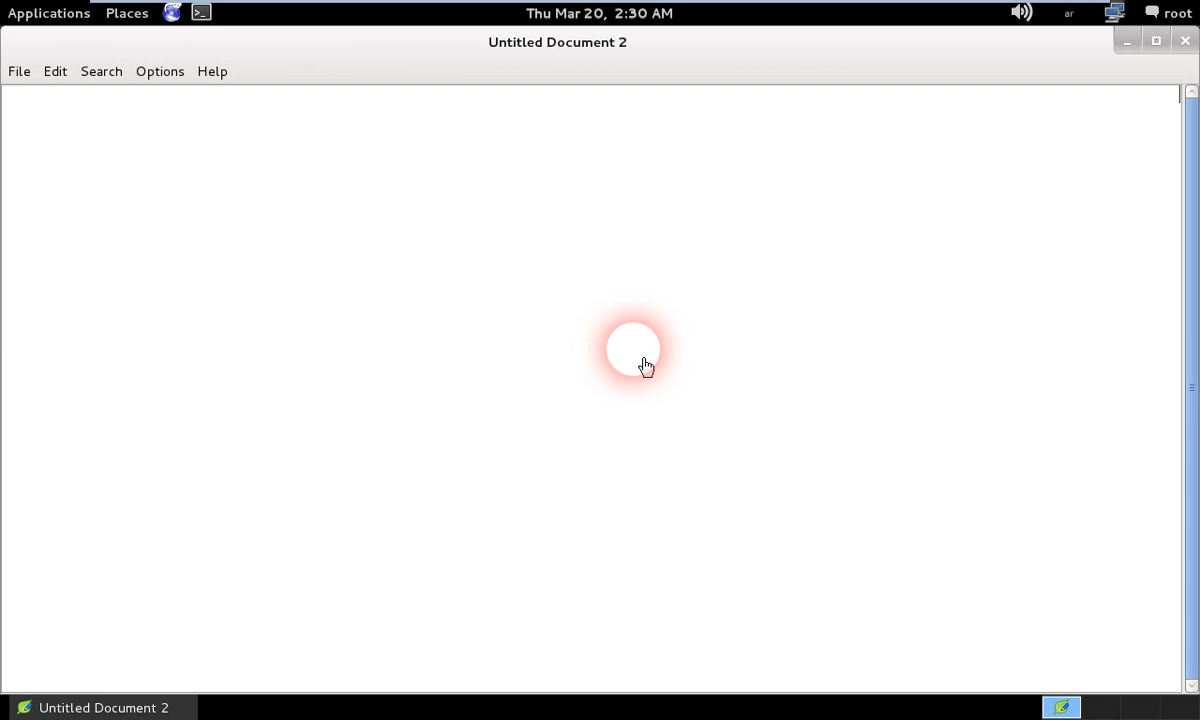 Applications Places Thu Mar 20, 2:30 AM ar root
Untitled Document 2
File Edit Search Options Help
Untitled Document 2